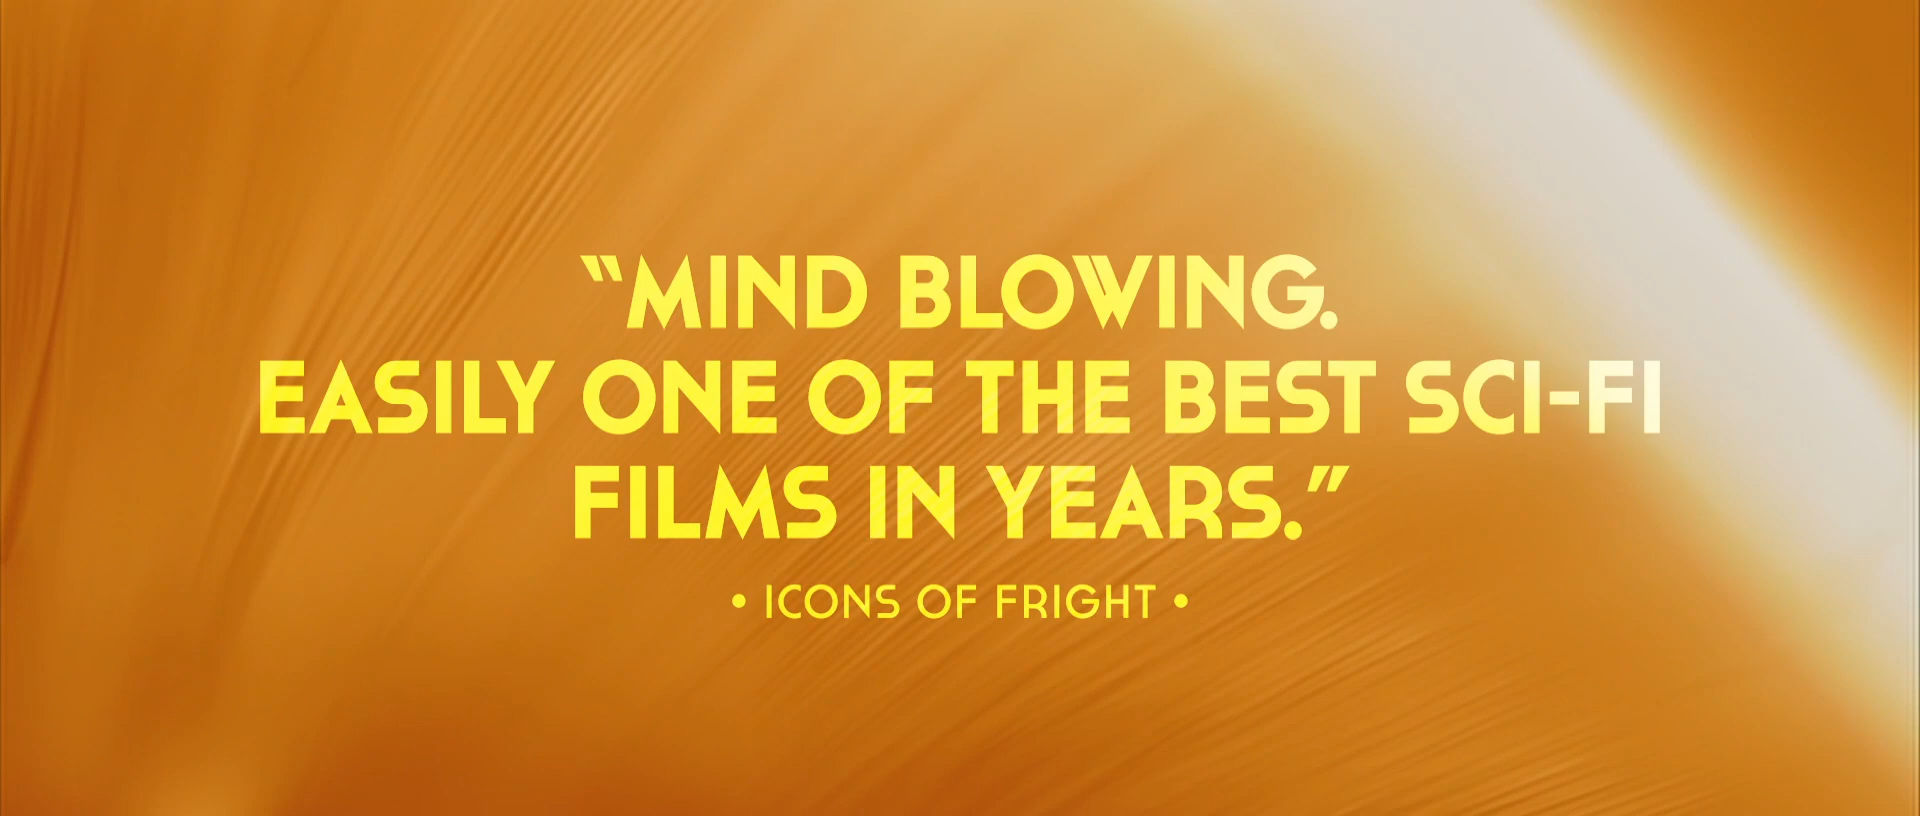 “MIND BLOWING.
EASILY ONE OF THE BEST SCI-FI
FILMS IN YEARS.”
• ICONS OF FRIGHT •